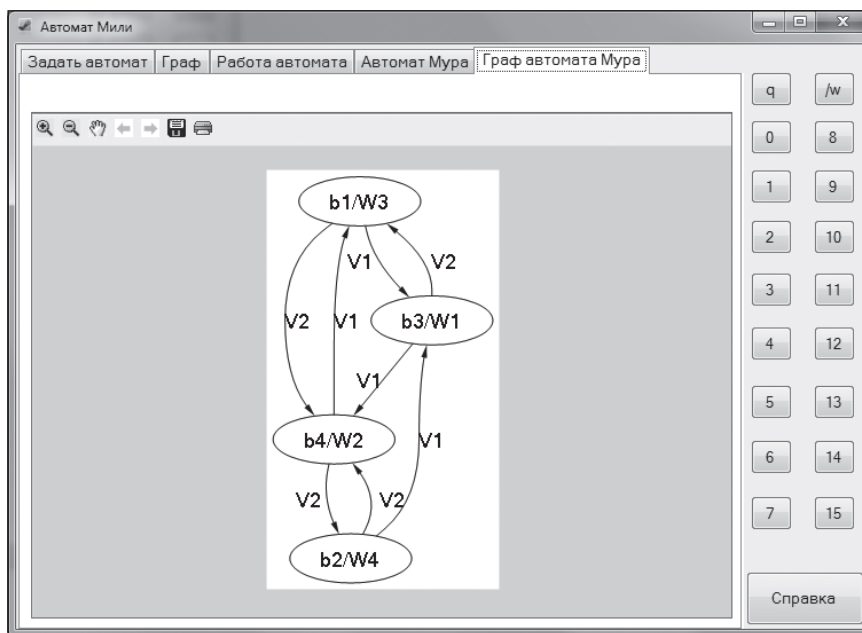 Автомат Мили
Задать автомат Граф Работа автомата Автомат Мура Граф автомата Мура
q /w
0 8
1 9
2 10
3 11
4 12
5 13
6 14
7 15
Справка
b1/W3
V1 V2
b3/W1
V2 V1
V1
b4/W2
V1
V2 V2
b2/W4